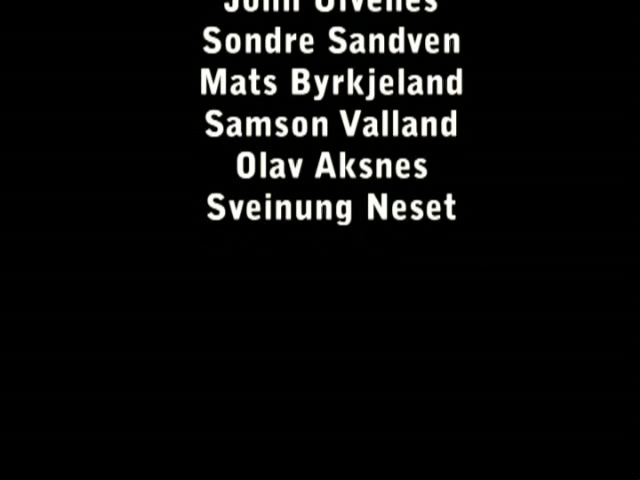 Sondre Sandven
Mats Byrkjeland
Samson Valland
Olav Aksnes
Sveinung Neset